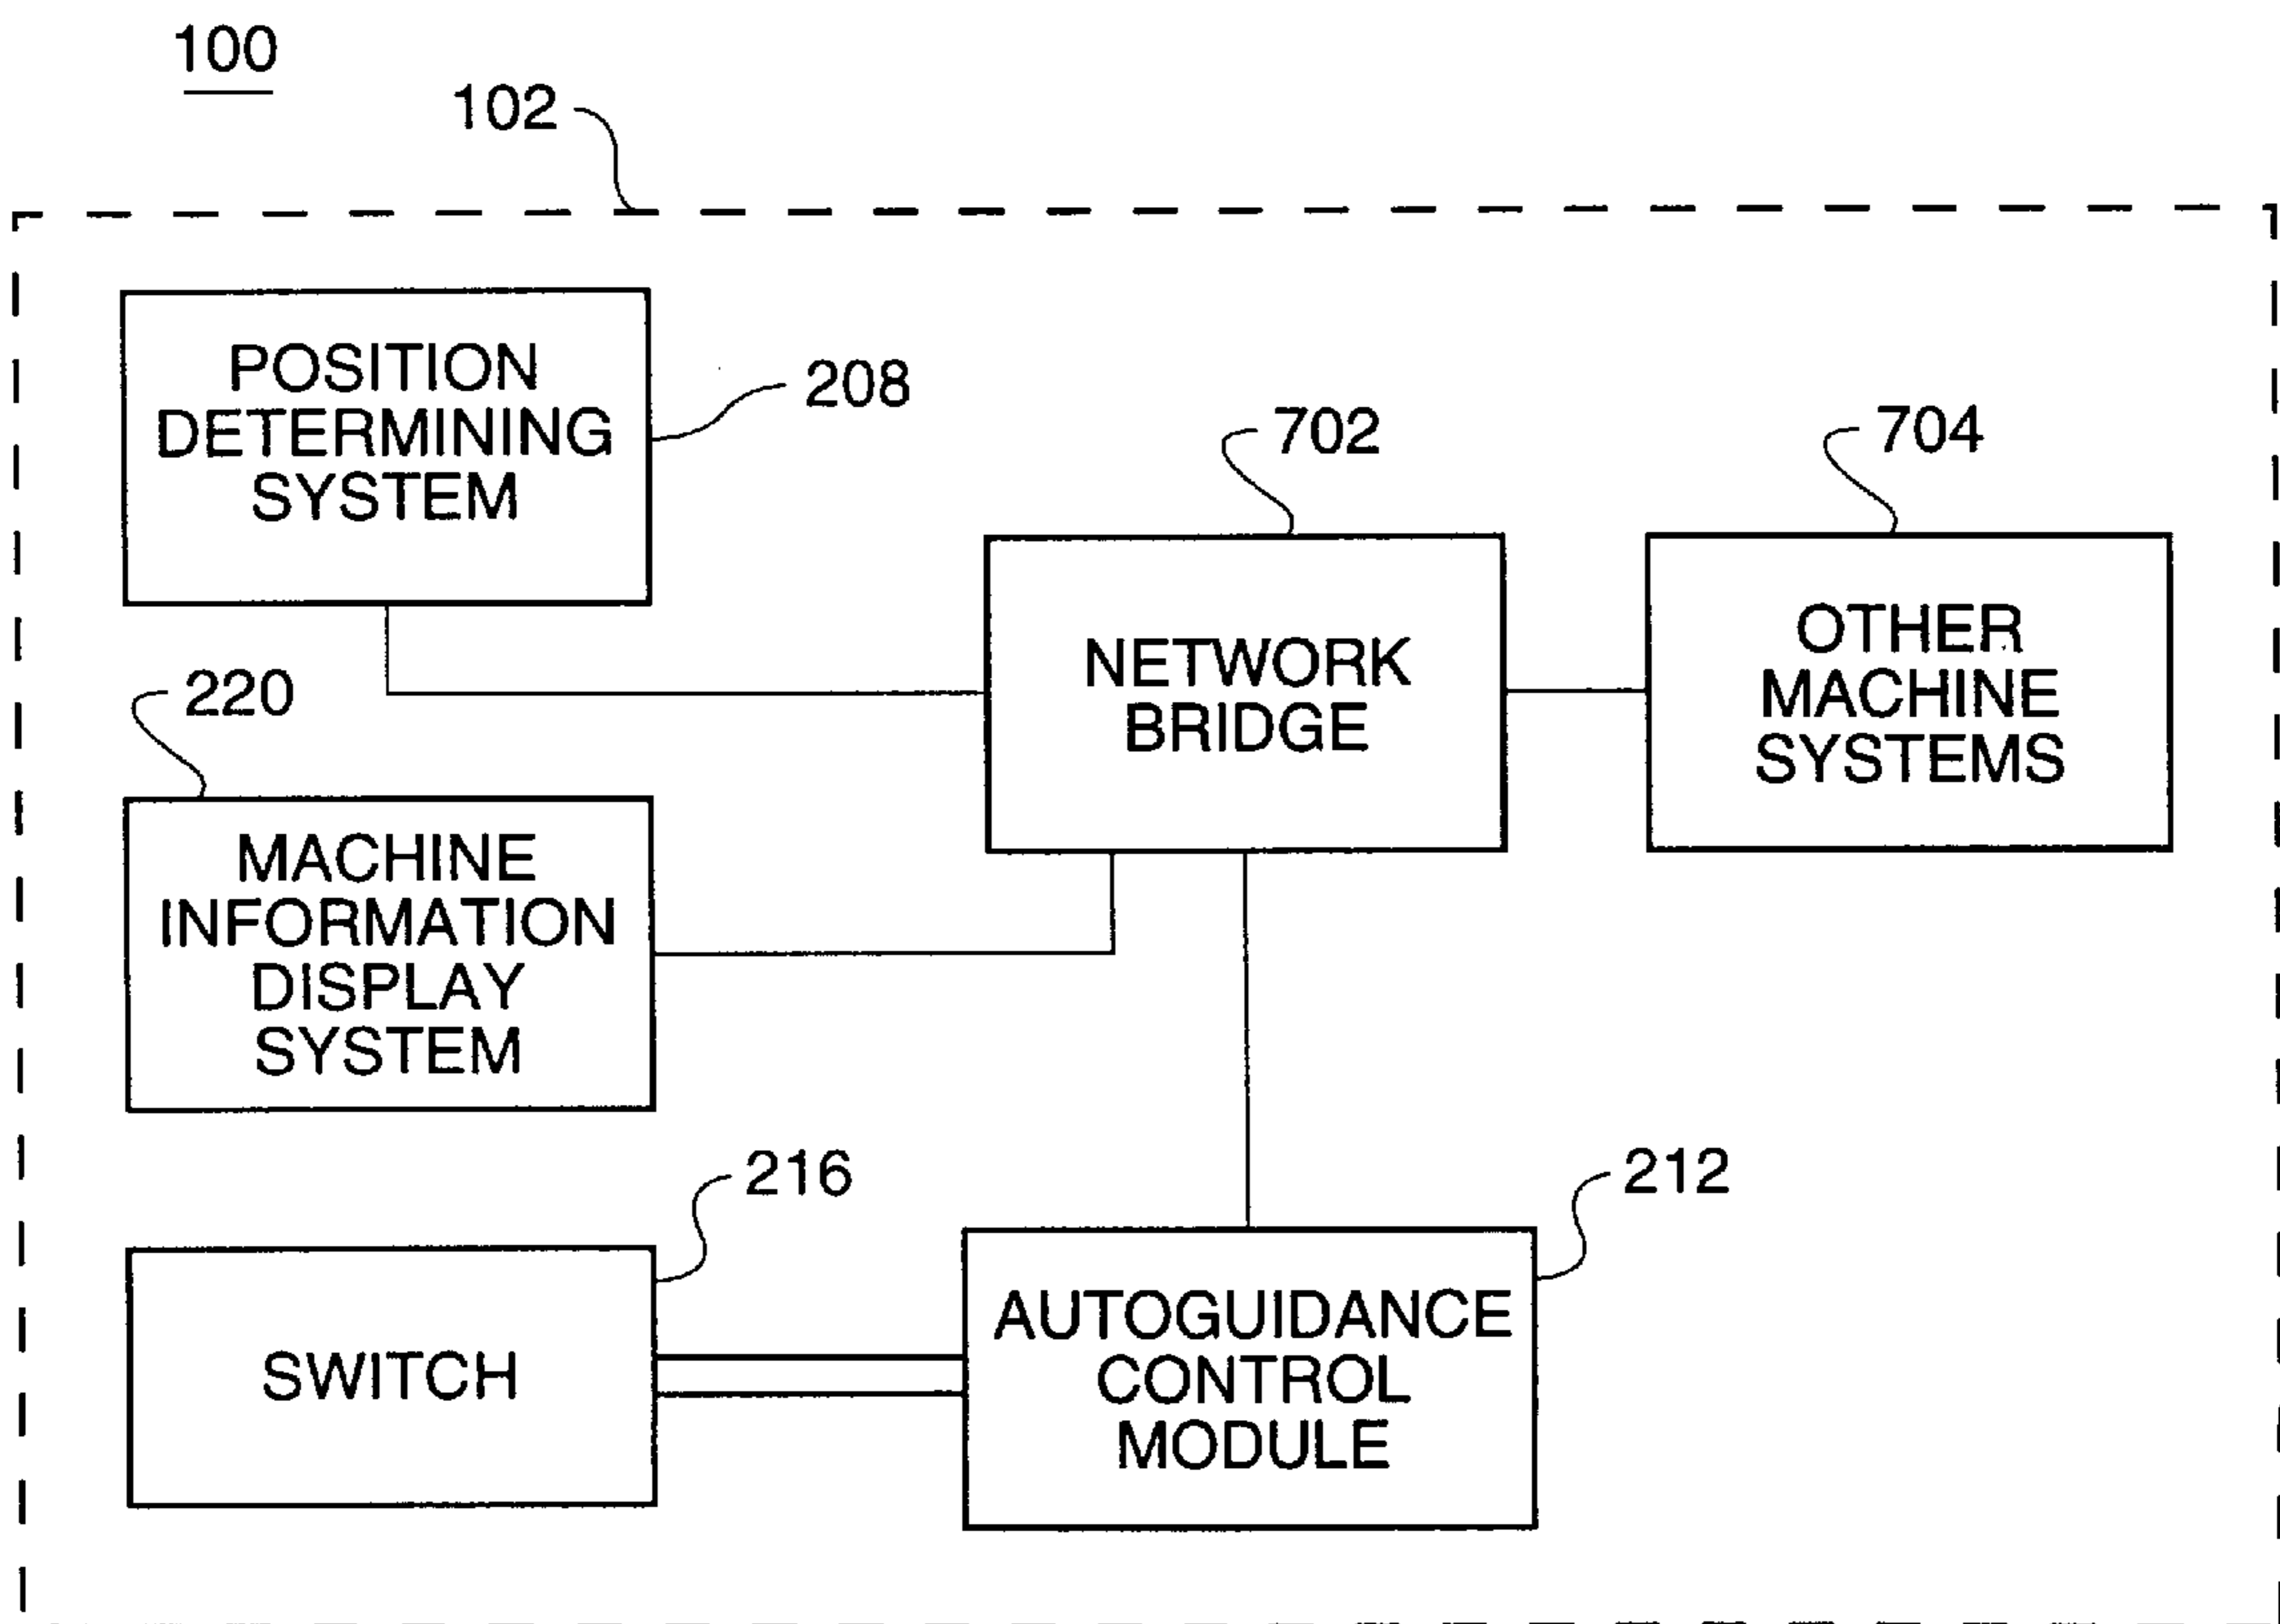 100
102
POSITION
DETERMINING
SYSTEM
208
702
704
NETWORK
BRIDGE
OTHER
MACHINE
SYSTEMS
220
MACHINE
INFORMATION
DISPLAY
SYSTEM
216
212
SWITCH
AUTOGUIDANCE
CONTROL
MODULE